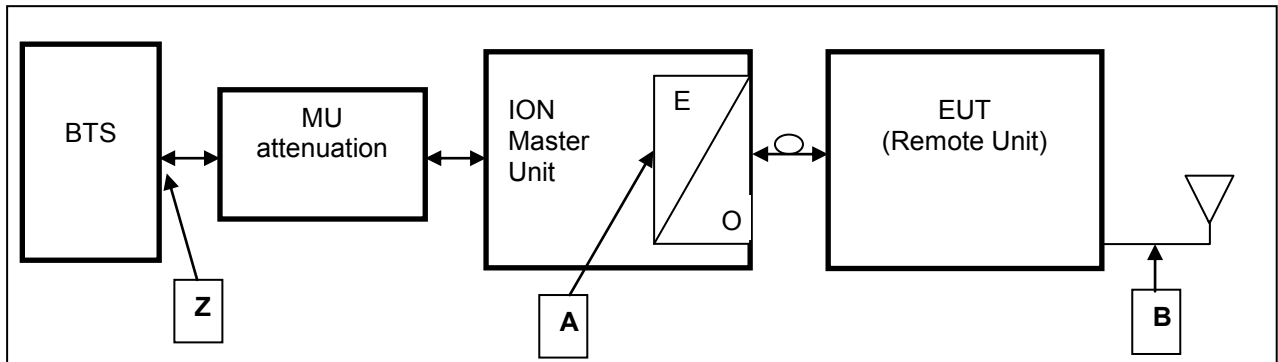 BTS
MU
attenuation
ION
Master
Unit
E
O
EUT
(Remote Unit)
Z
A
B